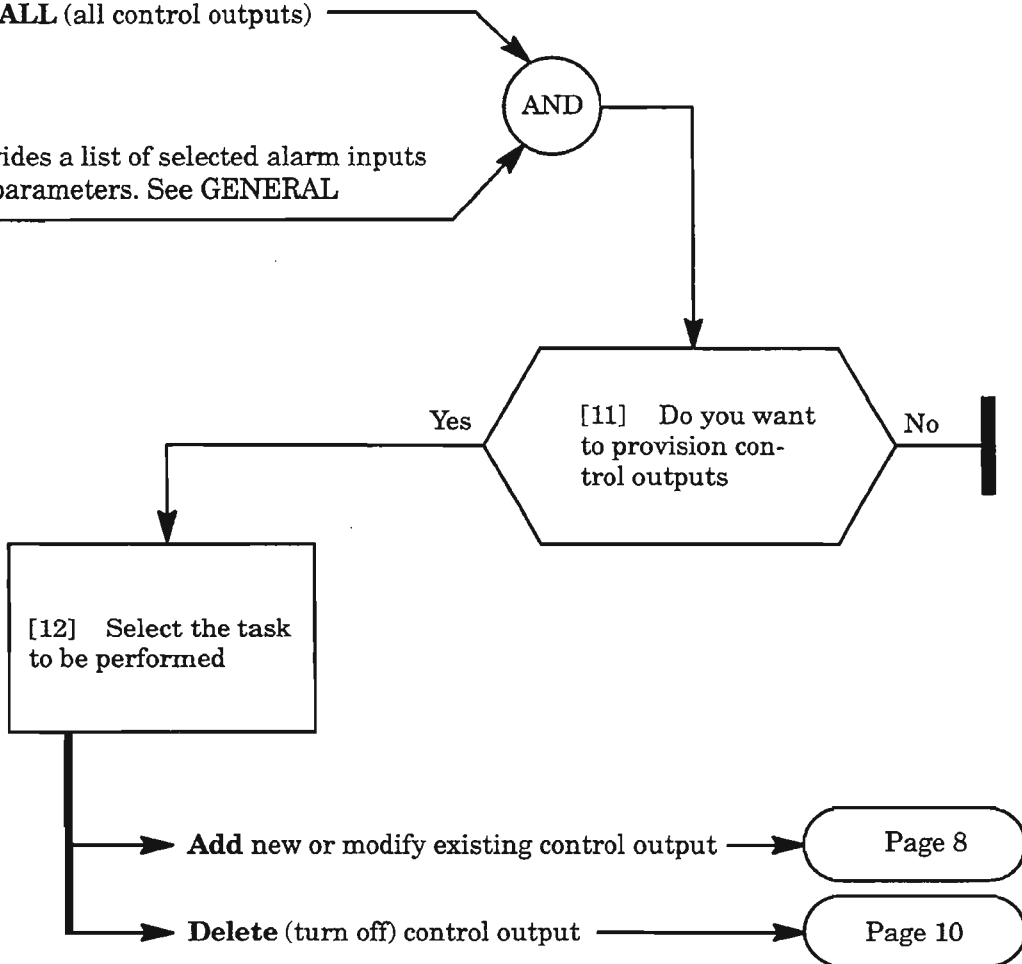 ALL (all control outputs)
AND
vides a list of selected alarm inputs
parameters. See GENERAL
[11] Do you want
to provision con-
trol outputs
Yes
No
[12] Select the task
to be performed
Add new or modify existing control output
Page 8
Delete (turn off) control output
Page 10